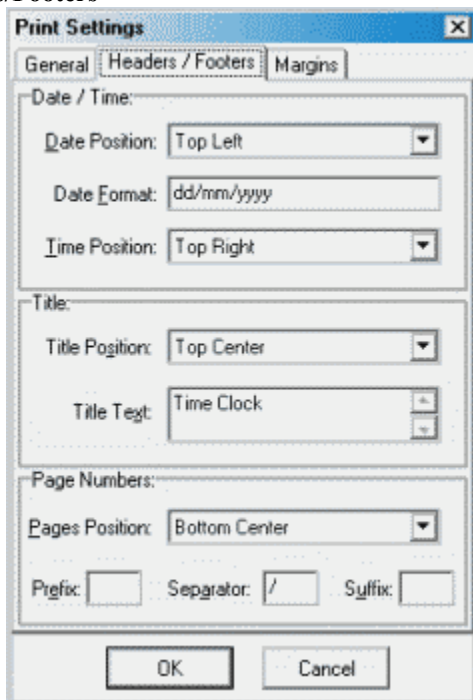 /Footers
Print Settings
General Headers / Footers Margins
Date / Time:
Date Position: Top Left
Date Format: dd/mm/yyyy
Time Position: Top Right
Title:
Title Position: Top Center
Title Text: Time Clock
Page Numbers:
Pages Position: Bottom Center
Prefix: Separator: / Suffix:
OK Cancel